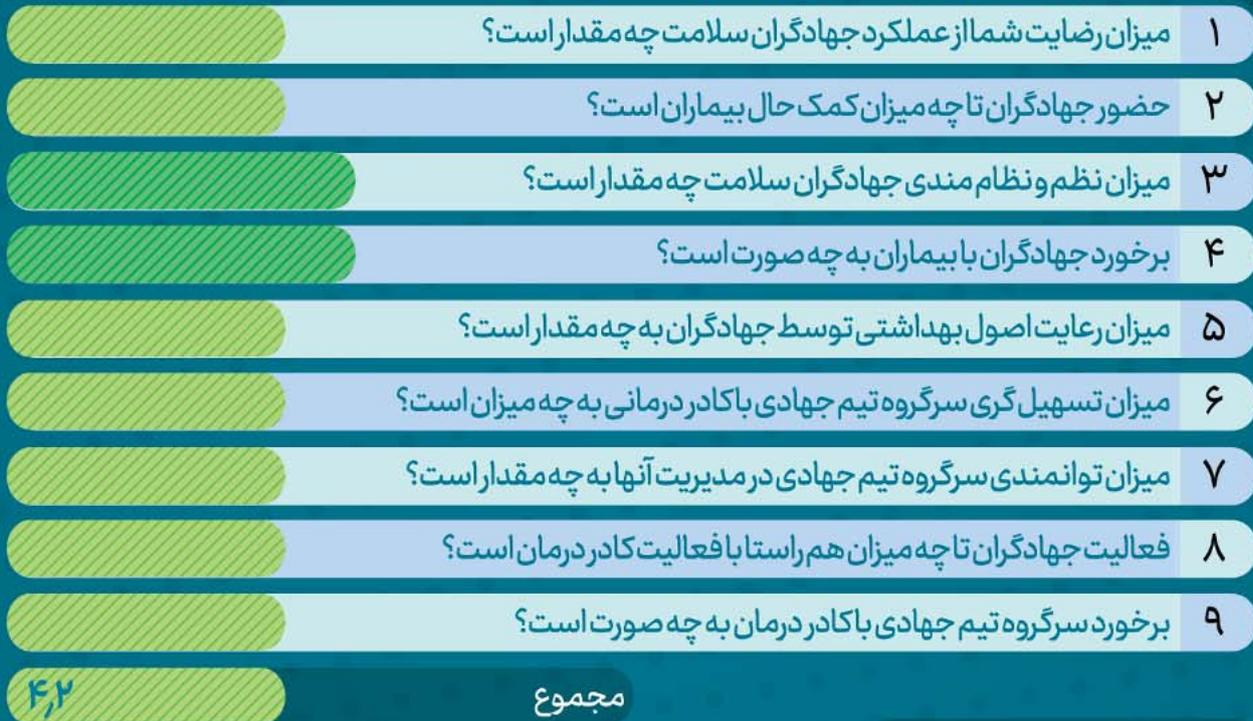 ۱ میزان رضایت شما از عملکرد جهادگران سلامت چه مقدار است؟
۲ حضور جهادگران تا چه میزان کمک حال بیماران است؟
۳ میزان نظم و نظام مندی جهادگران سلامت چه مقدار است؟
۴ برخورد جهادگران با بیماران به چه صورت است؟
۵ میزان رعایت اصول بهداشتی توسط جهادگران به چه مقدار است؟
۶ میزان تسهیل گری سرگروه تیم جهادی با کادر درمانی به چه میزان است؟
۷ میزان توانمندی سرگروه تیم جهادی در مدیریت آنها به چه مقدار است؟
۸ فعالیت جهادگران تا چه میزان هم راستا با فعالیت کادر درمان است؟
۹ برخورد سرگروه تیم جهادی با کادر درمان به چه صورت است؟
مجموع ۴٫۲